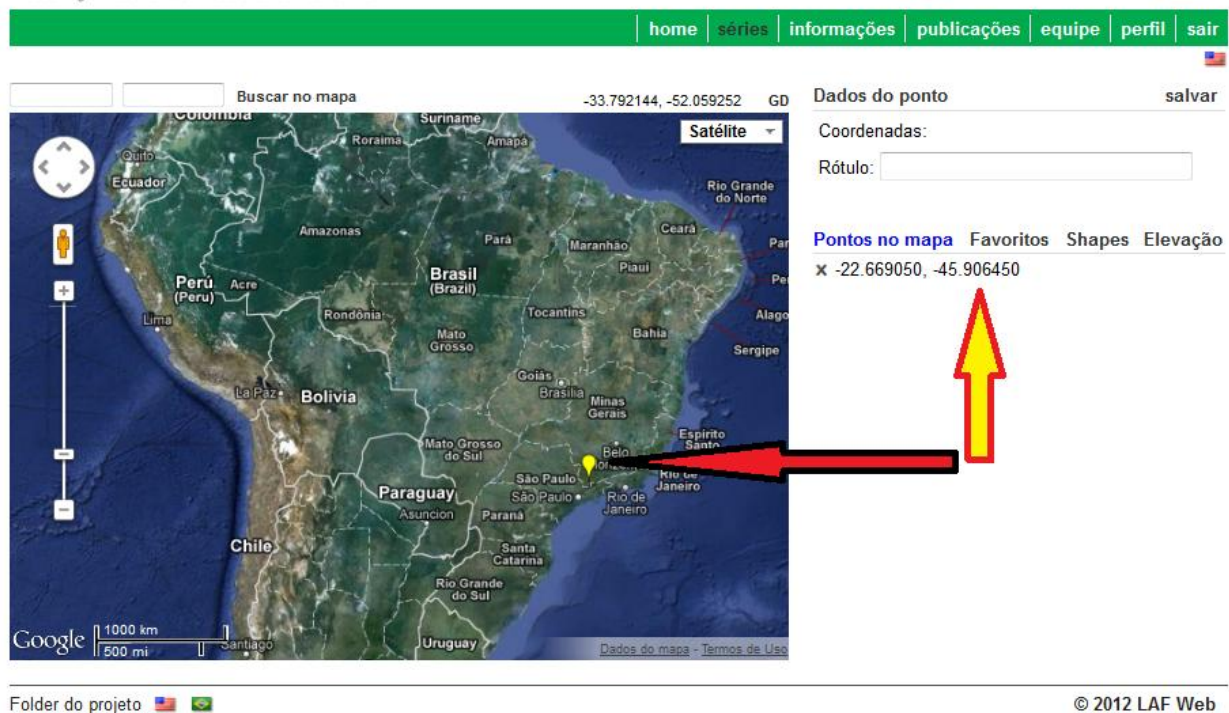 home séries informações publicações equipe perfil sair
Buscar no mapa -33.792144, -52.059252 GD
Dados do ponto salvar
Coordenadas:
Rótulo:
Pontos no mapa Favoritos Shapes Elevação
-22.669050, -45.906450
Satélite
Colombia
Suriname
Roraima
Amapá
Quito
Ecuador
Rio Grande
do Norte
Amazonas
Pará
Maranhão
Ceará
Piauí
Perú
(Peru)
Acre
Brasil
(Brazil)
Rondônia
Tocantins
Alago
Lima
Mato
Grosso
Bahia
Sergipe
Goiás
Brasília
La Paz
Bolivia
Minas
Gerais
Mato Grosso
do Sul
Espírito
Santo
Belo
São Paulo
São Paulo
Rio de
Janeiro
Rio de
Janeiro
Paraguay
Asuncion
Paraná
Chile
Santa
Catarina
Rio Grande
do Sul
Uruguay
Santiago
Google
1000 km
500 mi
Dados do mapa - Termos de Uso
Folder do projeto
© 2012 LAF Web